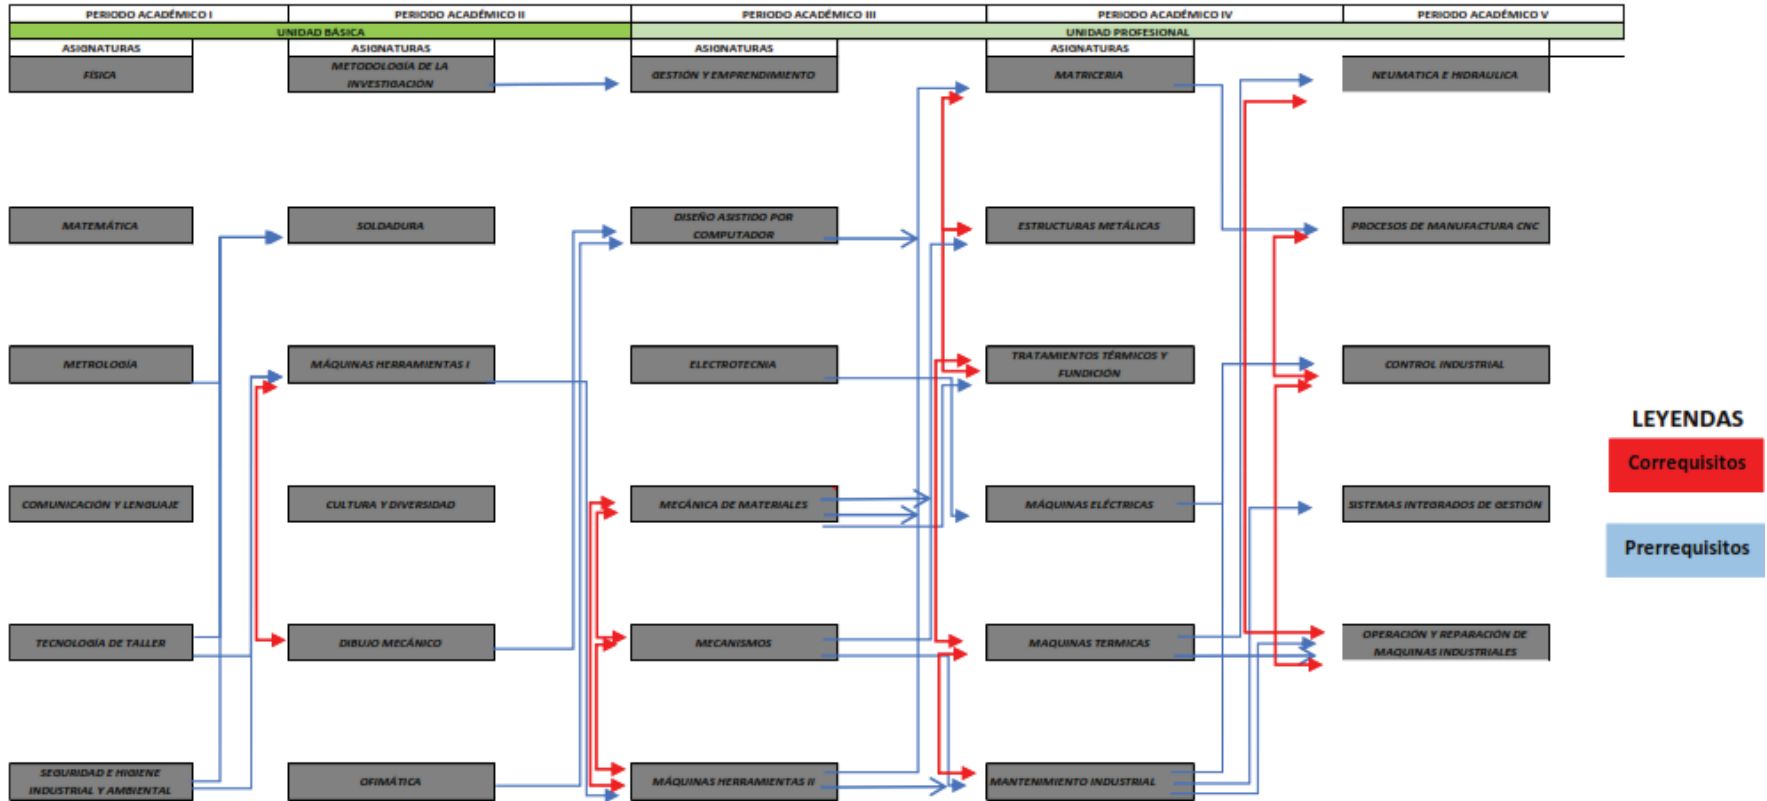 PERIODO ACADÉMICO I
PERIODO ACADÉMICO II
PERIODO ACADÉMICO III
PERIODO ACADÉMICO IV
PERIODO ACADÉMICO V
UNIDAD BÁSICA
UNIDAD PROFESIONAL
ASIGNATURAS
ASIGNATURAS
ASIGNATURAS
ASIGNATURAS
FÍSICA
METODOLOGÍA DE LA
INVESTIGACIÓN
GESTIÓN Y EMPRENDIMIENTO
MATRICERIA
NEUMATICA E HIDRAULICA
MATEMÁTICA
SOLDADURA
DISEÑO ASISTIDO POR
COMPUTADOR
ESTRUCTURAS METÁLICAS
PROCESOS DE MANUFACTURA CNC
METROLOGÍA
MÁQUINAS HERRAMIENTAS I
ELECTROTECNIA
TRATAMIENTOS TÉRMICOS Y
FUNDICIÓN
CONTROL INDUSTRIAL
LEYENDAS
Correquisitos
COMUNICACIÓN Y LENGUAJE
CULTURA Y DIVERSIDAD
MECÁNICA DE MATERIALES
MÁQUINAS ELÉCTRICAS
SISTEMAS INTEGRADOS DE GESTIÓN
Prerrequisitos
TECNOLOGÍA DE TALLER
DIBUJO MECÁNICO
MECANISMOS
MAQUINAS TERMICAS
OPERACIÓN Y REPARACIÓN DE
MAQUINAS INDUSTRIALES
SEGURIDAD E HIGIENE
INDUSTRIAL Y AMBIENTAL
OFIMÁTICA
MÁQUINAS HERRAMIENTAS II
MANTENIMIENTO INDUSTRIAL